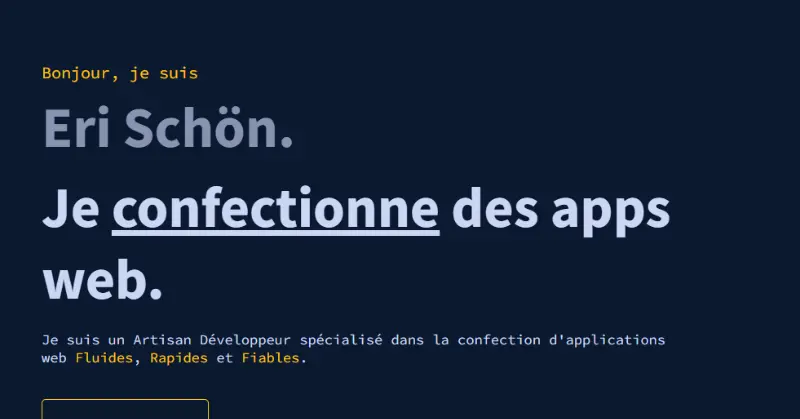 Bonjour, je suis
Eri Schön.
Je confectionne des apps
web.
Je suis un Artisan Développeur spécialisé dans la confection d'applications
web Fluides, Rapides et Fiables.